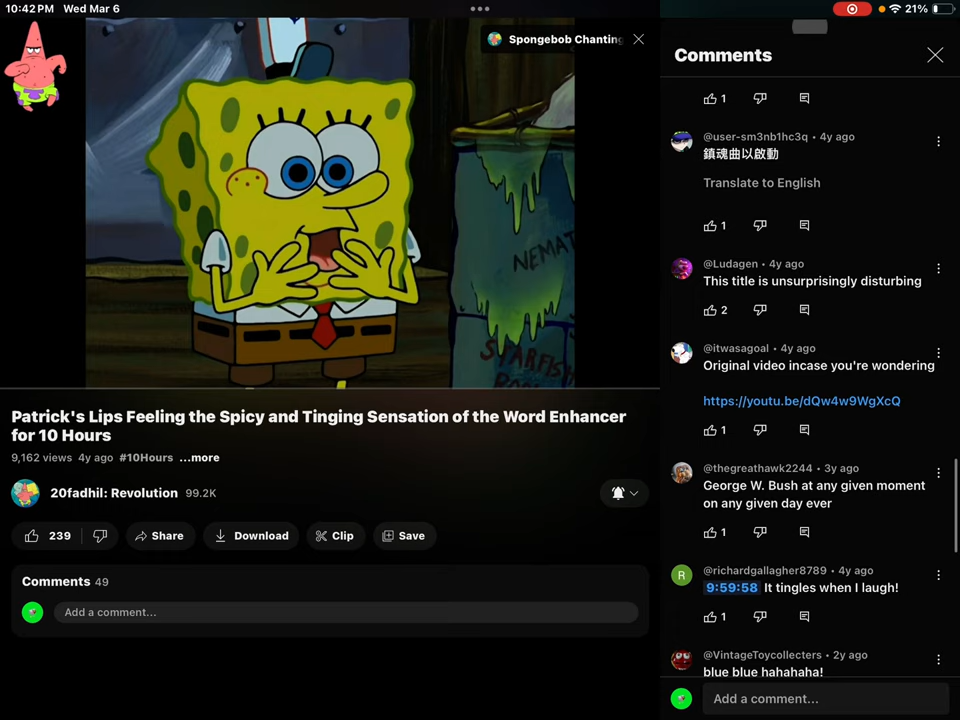 10:42 PM Wed Mar 6
21%
Spongebob Chanting
NEMAT
STARFISH
Patrick's Lips Feeling the Spicy and Tinging Sensation of the Word Enhancer
for 10 Hours
9,162 views 4y ago #10Hours ...more
20fadhil: Revolution 99.2K
239
Share
Download
Clip
Save
Comments 49
Add a comment...
Comments
1
@user-sm3nb1hc3q • 4y ago
鎮魂曲以啟動
Translate to English
1
@Ludagen • 4y ago
This title is unsurprisingly disturbing
2
@itwasagoal • 4y ago
Original video incase you're wondering
https://youtu.be/dQw4w9WgXcQ
1
@thegreathawk2244 • 3y ago
George W. Bush at any given moment
on any given day ever
1
R
@richardgallagher8789 • 4y ago
9:59:58 It tingles when I laugh!
1
@VintageToycollecters • 2y ago
blue blue hahahaha!
Add a comment...